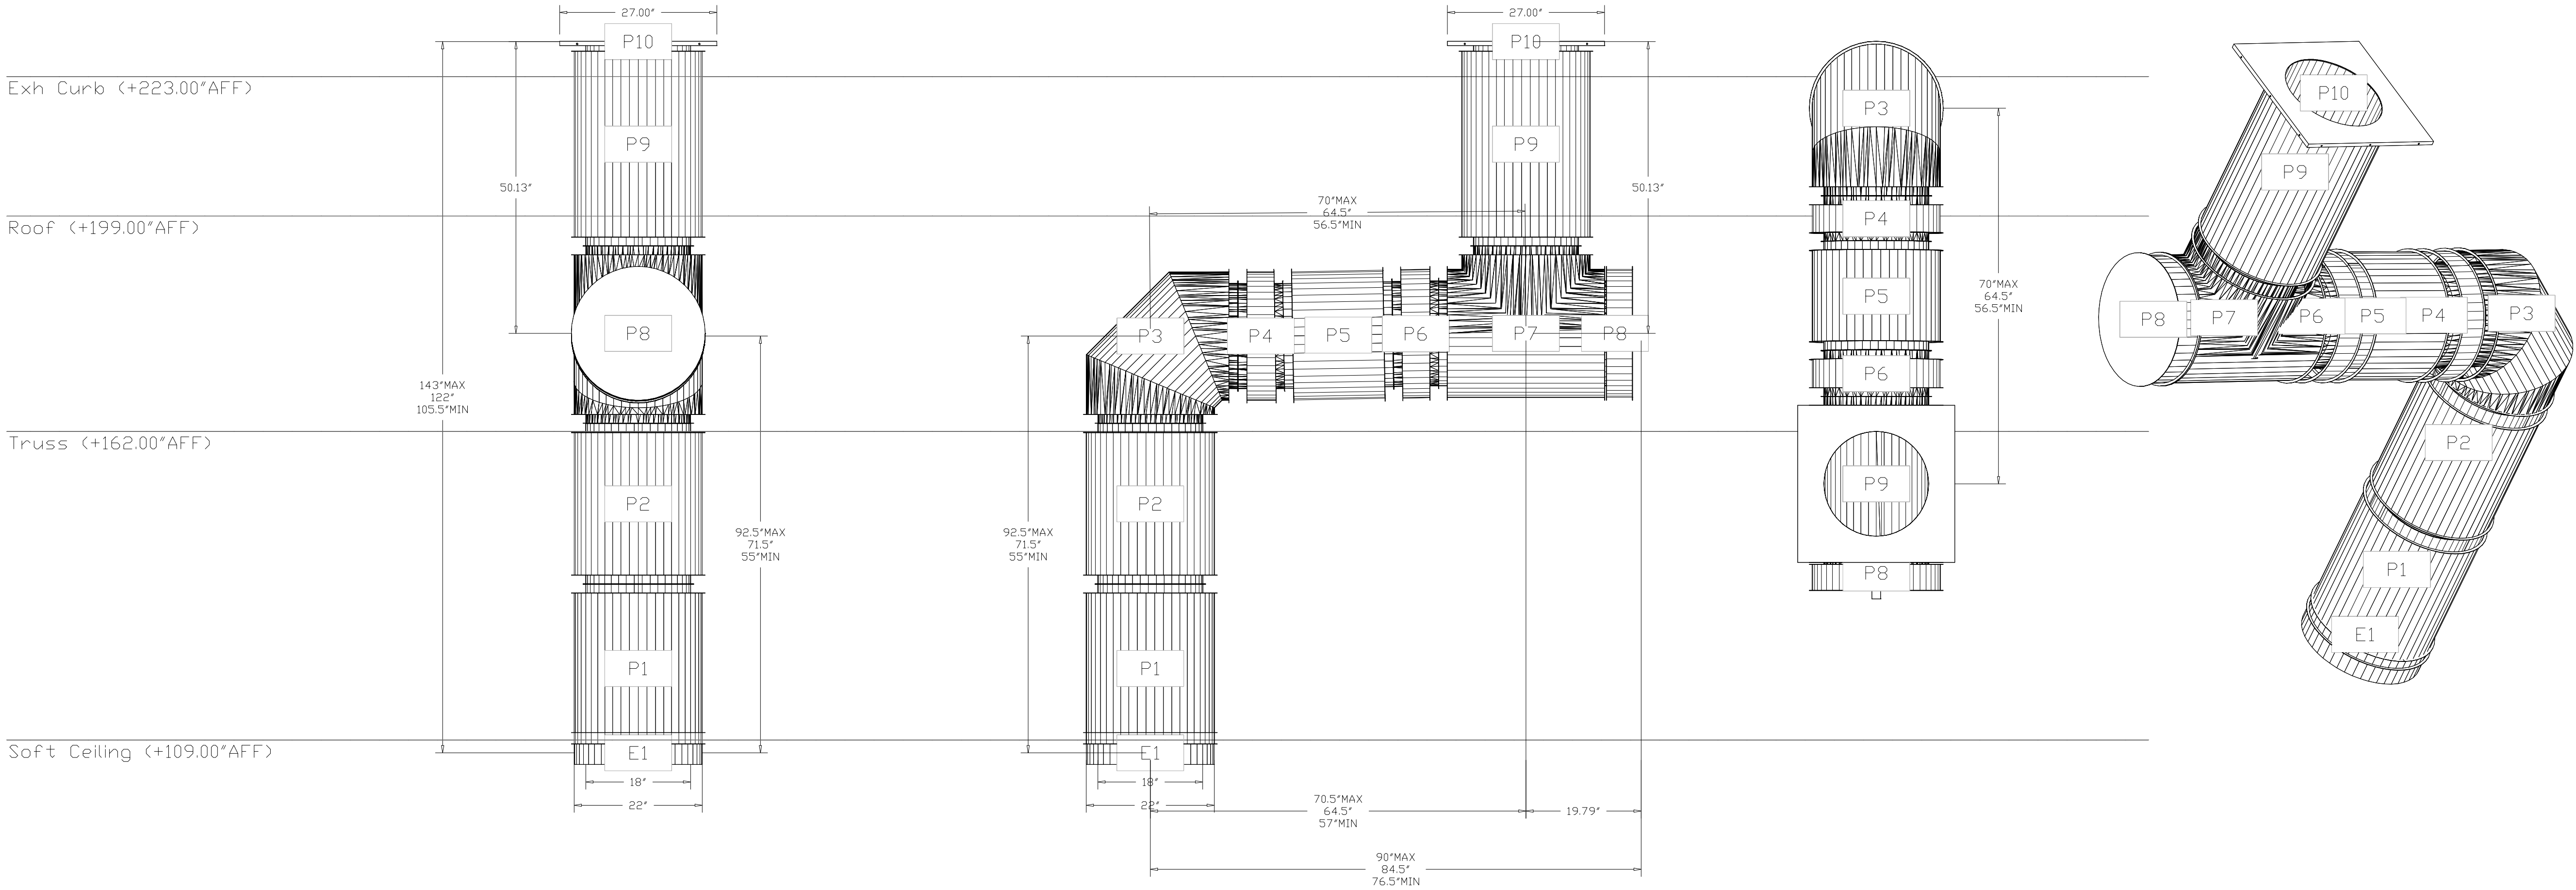 Exh Curb (+223.00"AFF)
Roof (+199.00"AFF)
Truss (+162.00"AFF)
Soft Ceiling (+109.00"AFF)
27.00"
P10
P9
50.13"
P8
143"MAX
122"
105.5"MIN
P2
92.5"MAX
71.5"
55"MIN
P1
E1
18"
22"
27.00"
P10
P9
50.13"
70"MAX
64.5"
56.5"MIN
P3
P4
P5
P6
P7
P8
P2
92.5"MAX
71.5"
55"MIN
P1
E1
18"
22"
70.5"MAX
64.5"
57"MIN
19.79"
90"MAX
84.5"
76.5"MIN
P3
P4
P5
70"MAX
64.5"
56.5"MIN
P6
P9
P8
P10
P9
P8
P7
P6
P5
P4
P3
P2
P1
E1